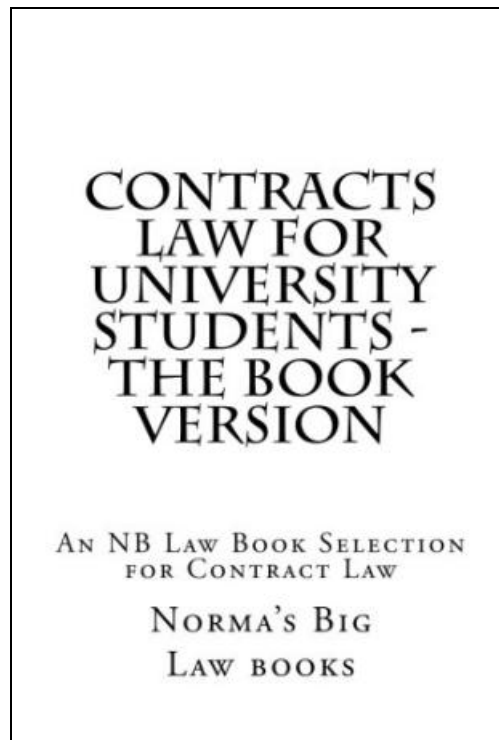 CONTRACTS
LAW FOR
UNIVERSITY
STUDENTS -
THE BOOK
VERSION
AN NB LAW BOOK SELECTION
FOR CONTRACT LAW
NORMA'S BIG
LAW BOOKS